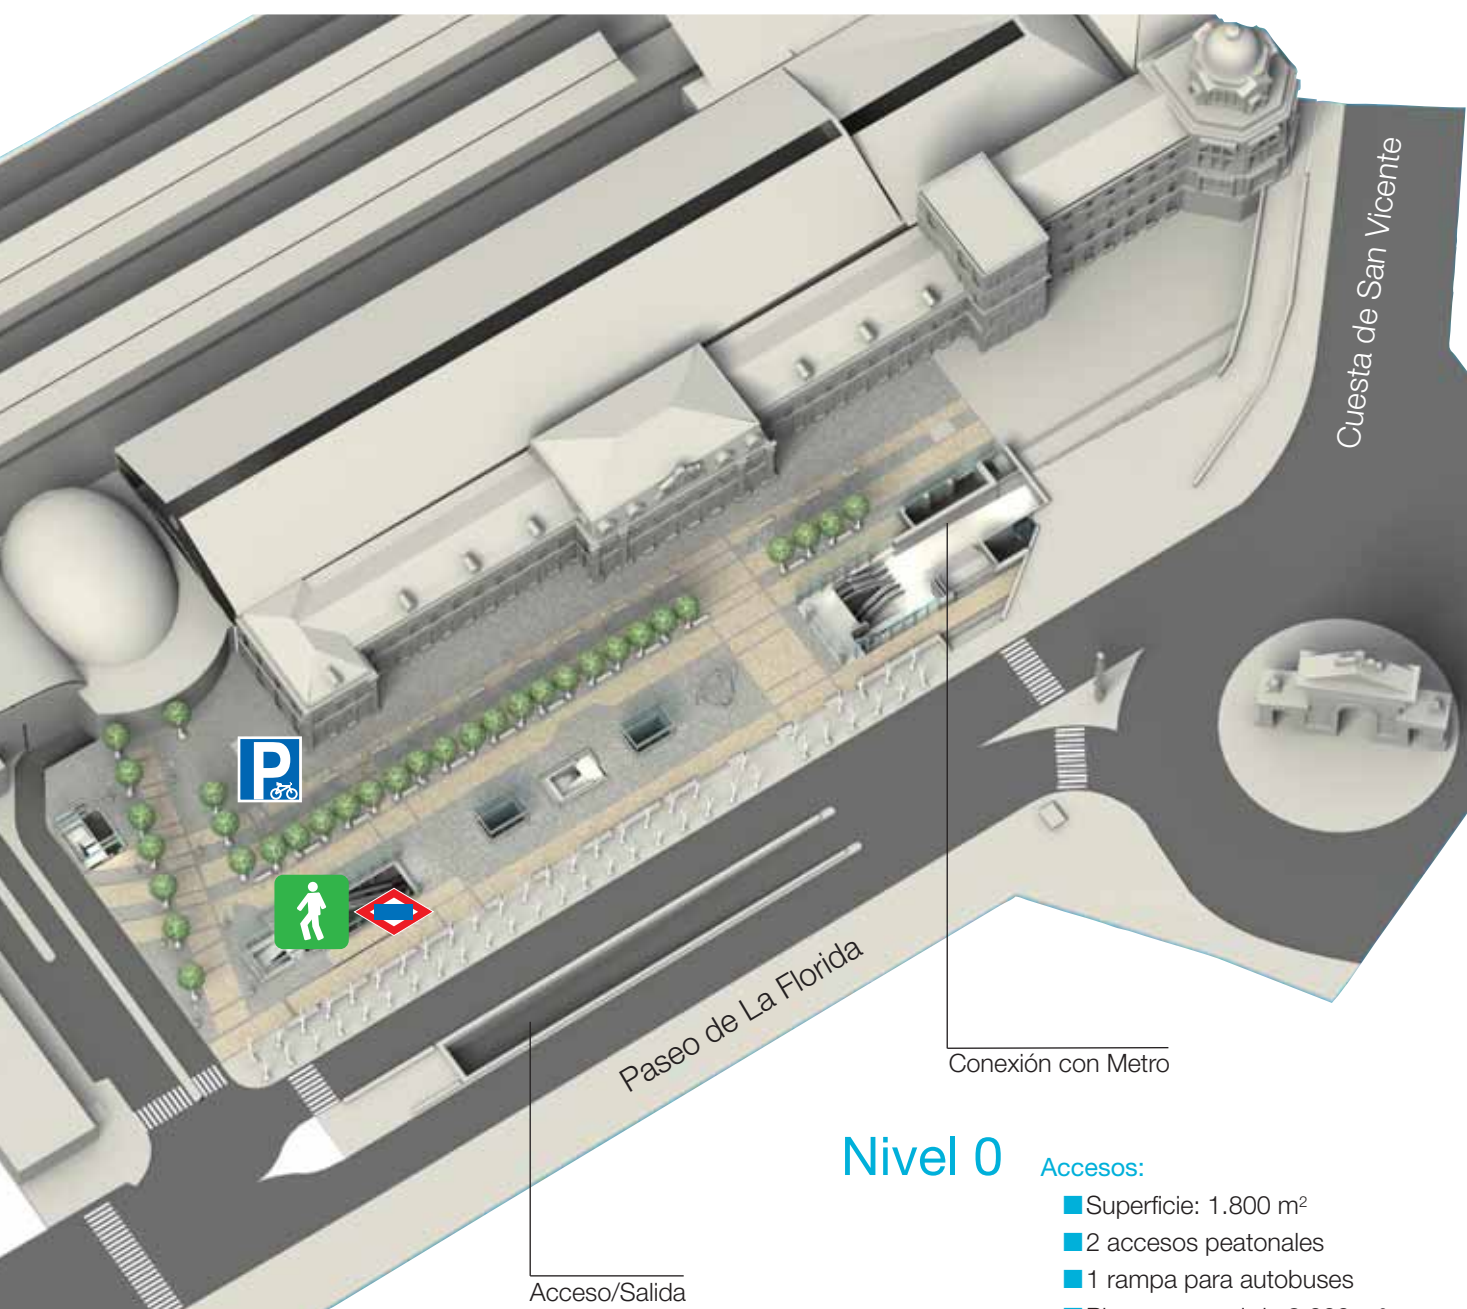 Cuesta de San Vicente
P
Paseo de La Florida
Conexión con Metro
Nivel 0
Accesos:
Superficie: 1.800 m²
2 accesos peatonales
1 rampa para autobuses
Acceso/Salida